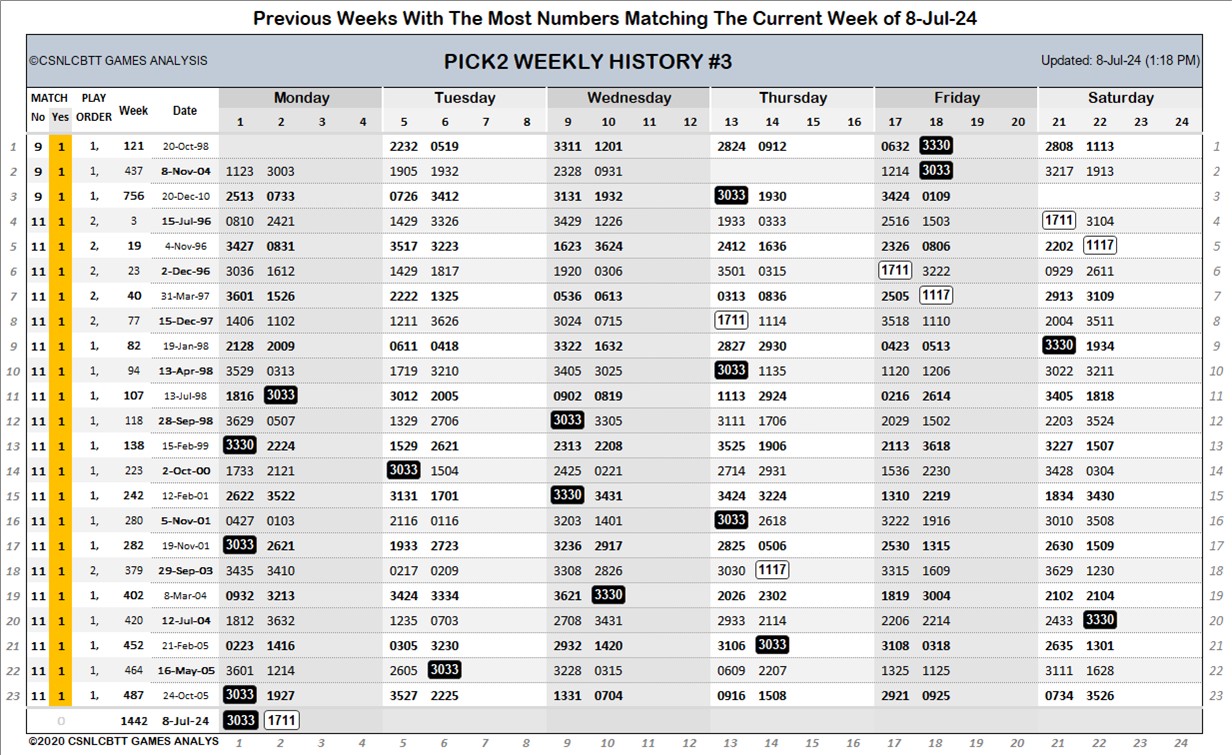 Previous Weeks With The Most Numbers Matching The Current Week of 8-Jul-24
©CSNLCBTT GAMES ANALYSIS PICK2 WEEKLY HISTORY #3 Updated: 8-Jul-24 (1:18 PM)
MATCH PLAY Week Date Monday Tuesday Wednesday Thursday Friday Saturday
No Yes ORDER 1 2 3 4 5 6 7 8 9 10 11 12 13 14 15 16 17 18 19 20 21 22 23 24
1 9 1 1, 121 20-Oct-98 2232 0519 3311 1201 2824 0912 0632 3330 2808 1113 1
2 9 1 1, 437 8-Nov-04 1123 3003 1905 1932 2328 0931 1214 3033 3217 1913 2
3 9 1 1, 756 20-Dec-10 2513 0733 0726 3412 3131 1932 3033 1930 3424 0109 3
4 11 1 2, 3 15-Jul-96 0810 2421 1429 3326 3429 1226 1933 0333 2516 1503 1711 3104 4
5 11 1 2, 19 4-Nov-96 3427 0831 3517 3223 1623 3624 2412 1636 2326 0806 2202 1117 5
6 11 1 2, 23 2-Dec-96 3036 1612 1429 1817 1920 0306 3501 0315 1711 3222 0929 2611 6
7 11 1 2, 40 31-Mar-97 3601 1526 2222 1325 0536 0613 0313 0836 2505 1117 2913 3109 7
8 11 1 2, 77 15-Dec-97 1406 1102 1211 3626 3024 0715 1711 1114 3518 1110 2004 3511 8
9 11 1 1, 82 19-Jan-98 2128 2009 0611 0418 3322 1632 2827 2930 0423 0513 3330 1934 9
10 11 1 1, 94 13-Apr-98 3529 0313 1719 3210 3405 3025 3033 1135 1120 1206 3022 3211 10
11 11 1 1, 107 13-Jul-98 1816 3033 3012 2005 0902 0819 1113 2924 0216 2614 3405 1818 11
12 11 1 1, 118 28-Sep-98 3629 0507 1329 2706 3033 3305 3111 1706 2029 1502 2203 3524 12
13 11 1 1, 138 15-Feb-99 3330 2224 1529 2621 2313 2208 3525 1906 2113 3618 3227 1507 13
14 11 1 1, 223 2-Oct-00 1733 2121 3033 1504 2425 0221 2714 2931 1536 2230 3428 0304 14
15 11 1 1, 242 12-Feb-01 2622 3522 3131 1701 3330 3431 3424 3224 1310 2219 1834 3430 15
16 11 1 1, 280 5-Nov-01 0427 0103 2116 0116 3203 1401 3033 2618 3222 1916 3010 3508 16
17 11 1 1, 282 19-Nov-01 3033 2621 1933 2723 3236 2917 2825 0506 2530 1315 2630 1509 17
18 11 1 2, 379 29-Sep-03 3435 3410 0217 0209 3308 2826 3030 1117 3315 1609 3629 1230 18
19 11 1 1, 402 8-Mar-04 0932 3213 3424 3334 3621 3330 2026 2302 1819 3004 2102 2104 19
20 11 1 1, 420 12-Jul-04 1812 3632 1235 0703 2708 3431 2933 2114 2206 2214 2433 3330 20
21 11 1 1, 452 21-Feb-05 0223 1416 0305 3230 2932 1420 3106 3033 3108 0318 2635 1301 21
22 11 1 1, 464 16-May-05 3601 1214 2605 3033 3228 0315 0609 2207 1325 1125 3111 1628 22
23 11 1 1, 487 24-Oct-05 3033 1927 3527 2225 1331 0704 0916 1508 2921 0925 0734 3526 23
0 1442 8-Jul-24 3033 1711
©2020 CSNLCBTT GAMES ANALYS 1 2 3 4 5 6 7 8 9 10 11 12 13 14 15 16 17 18 19 20 21 22 23 24